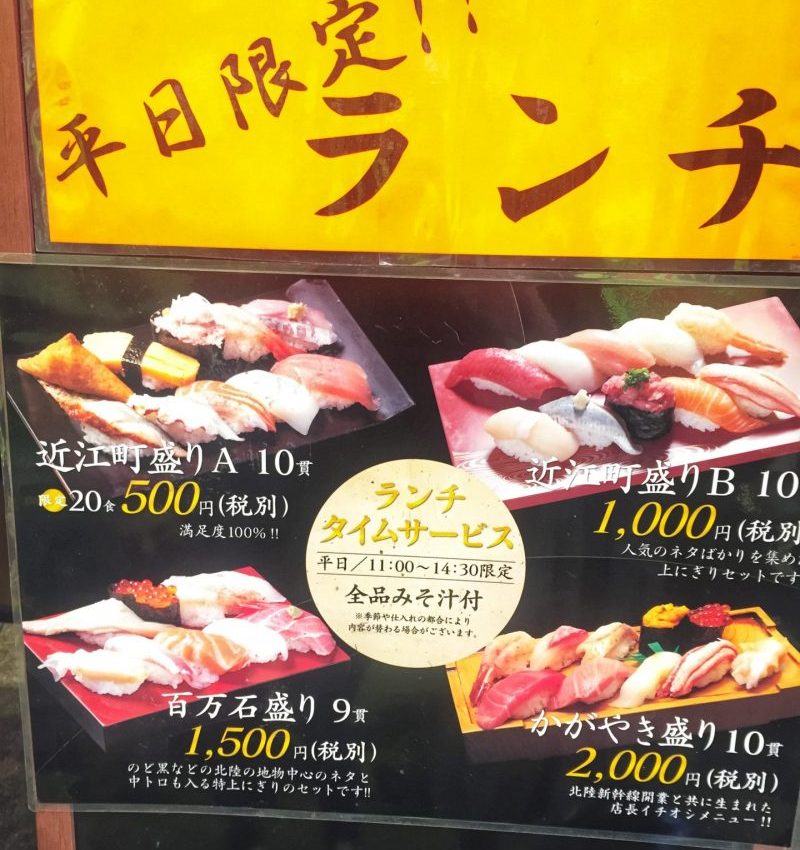 平日限定!!
ランチ
近江町盛りA 10貫
限定20食 500円(税別)
満足度100%!!
近江町盛りB 10
1,000円(税別
人気のネタばかりを集め
上にぎりセットです
ランチ
タイムサービス
平日/11:00〜14:30限定
全品みそ汁付
※季節や仕入れの都合により
内容が替わる場合がございます。
百万石盛り 9貫
1,500円(税別)
のど黒などの北陸の地物中心のネタと
中トロも入る特上にぎりのセットです!!
かがやき盛り10貫
2,000円(税別)
北陸新幹線開業と共に生まれた
店長イチオシメニュー!!